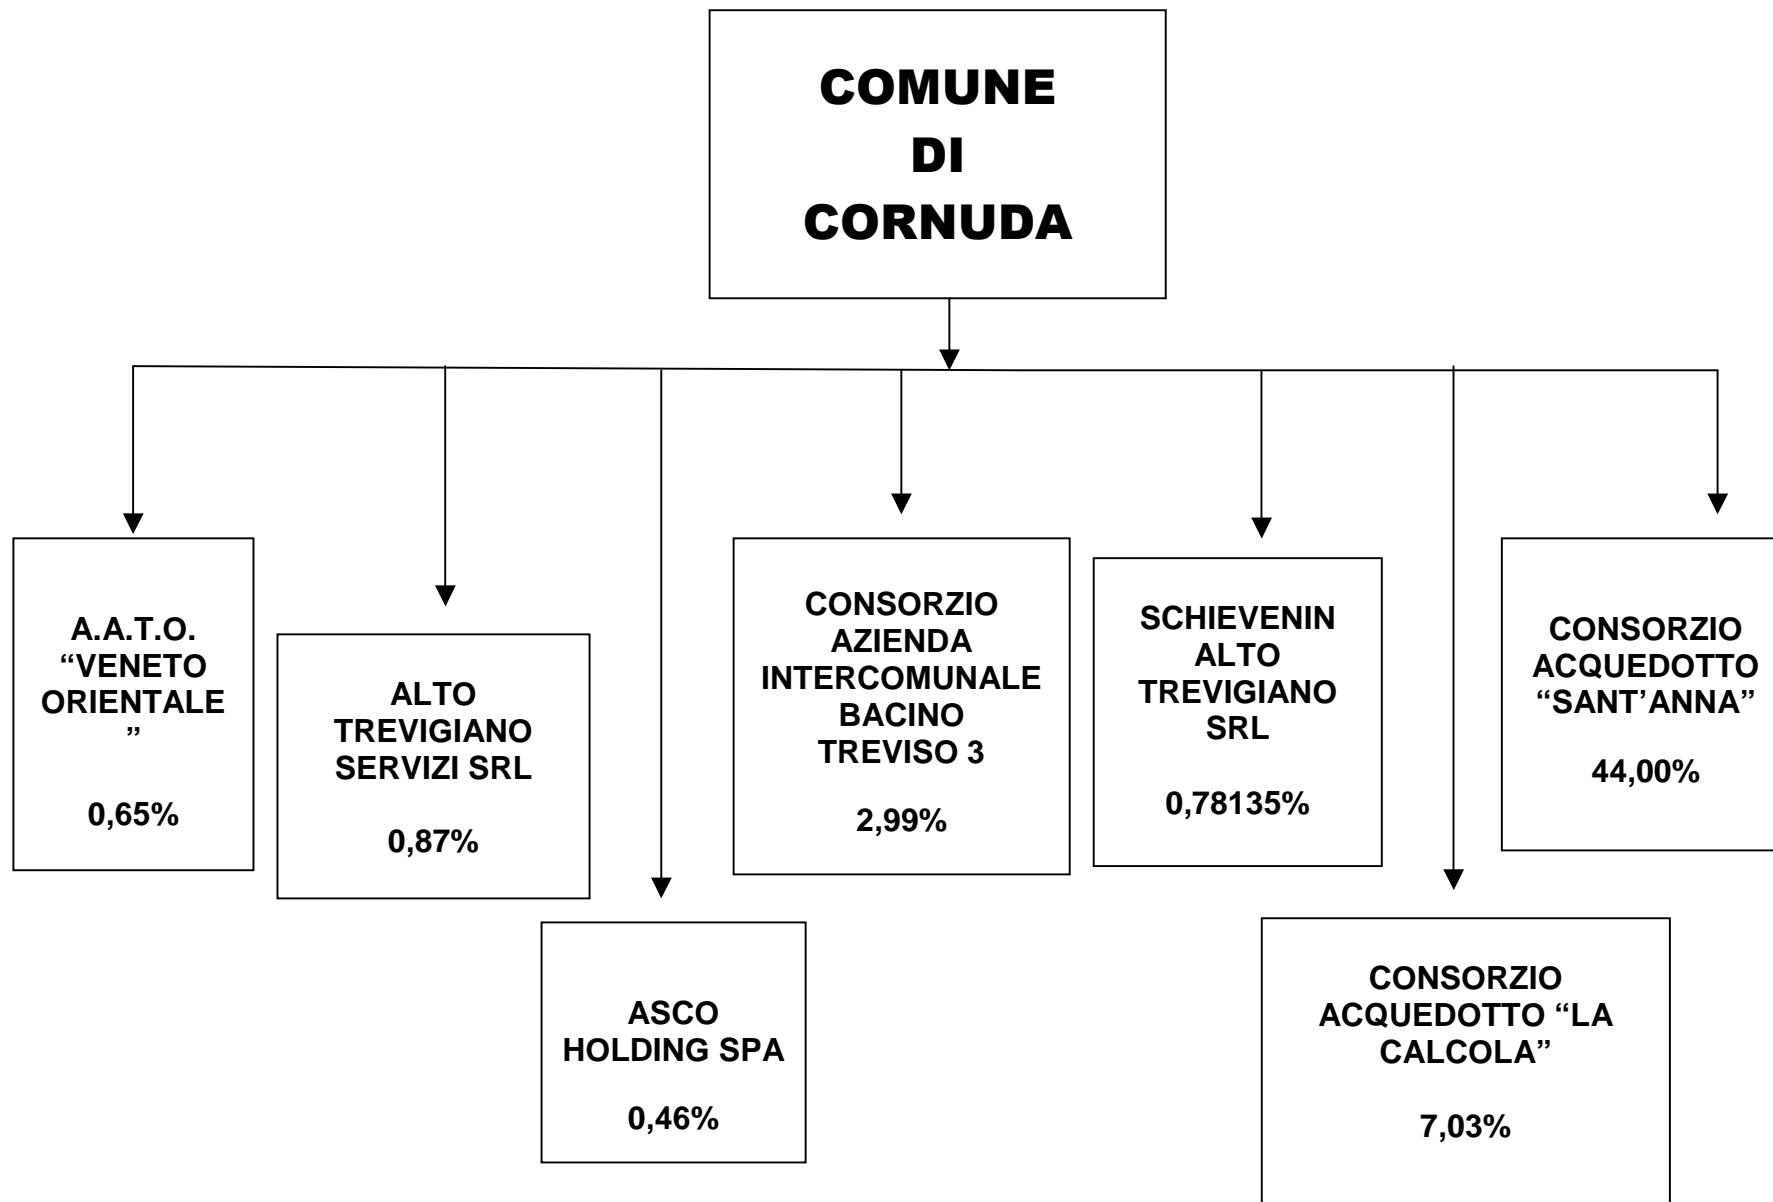 COMUNE
DI
CORNUDA
A.A.T.O.
“VENETO
ORIENTALE
”
0,65%
ALTO
TREVIGIANO
SERVIZI SRL
0,87%
ASCO
HOLDING SPA
0,46%
CONSORZIO
AZIENDA
INTERCOMUNALE
BACINO
TREVISO 3
2,99%
SCHIEVENIN
ALTO
TREVIGIANO
SRL
0,78135%
CONSORZIO
ACQUEDOTTO “LA
CALCOLA”
7,03%
CONSORZIO
ACQUEDOTTO
“SANT’ANNA”
44,00%